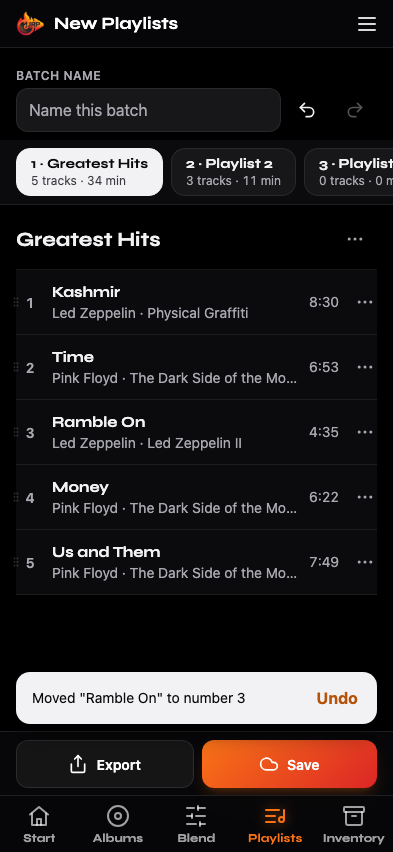 New Playlists
BATCH NAME
Name this batch
1 · Greatest Hits
5 tracks · 34 min
2 · Playlist 2
3 tracks · 11 min
3 · Playlist
0 tracks · 0 m
Greatest Hits
1
Kashmir
Led Zeppelin · Physical Graffiti
8:30
2
Time
Pink Floyd · The Dark Side of the Mo...
6:53
3
Ramble On
Led Zeppelin · Led Zeppelin II
4:35
4
Money
Pink Floyd · The Dark Side of the Mo...
6:22
5
Us and Them
Pink Floyd · The Dark Side of the Mo...
7:49
Moved "Ramble On" to number 3
Undo
Export
Save
Start
Albums
Blend
Playlists
Inventory